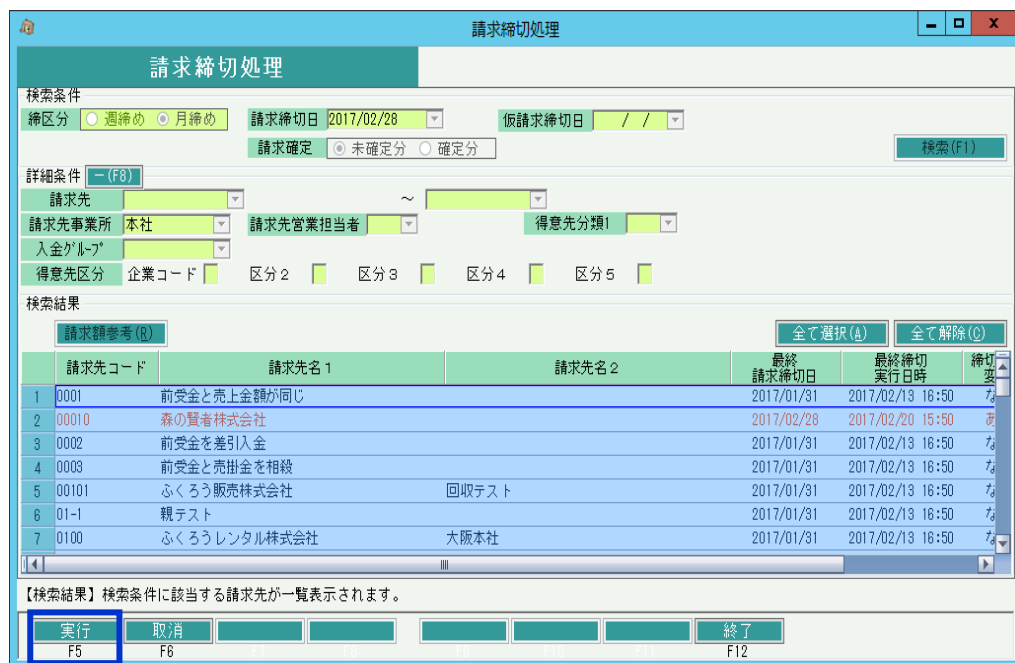 請求締切処理
請求締切処理
検索条件
締区分 週締め 月締め 請求締切日 2017/02/28 仮請求締切日 / /
請求確定 未確定分 確定分 検索(F1)
詳細条件 －(F8)
請求先 ～
請求先事業所 本社 請求先営業担当者 得意先分類1
入金ｸﾞﾙｰﾌﾟ
得意先区分 企業コード 区分２ 区分３ 区分４ 区分５
検索結果
請求額参考(R) 全て選択(A) 全て解除(C)
請求先コード 請求先名１ 請求先名２ 最終請求締切日 最終締切実行日時 締切変
1 0001 前受金と売上金額が同じ 2017/01/31 2017/02/13 16:50 な
2 00010 森の賢者株式会社 2017/02/28 2017/02/20 15:50 あ
3 0002 前受金を差引入金 2017/01/31 2017/02/13 16:50 な
4 0003 前受金と売掛金を相殺 2017/01/31 2017/02/13 16:50 な
5 00101 ふくろう販売株式会社 回収テスト 2017/01/31 2017/02/13 16:50 な
6 01-1 親テスト 2017/01/31 2017/02/13 16:50 な
7 0100 ふくろうレンタル株式会社 大阪本社 2017/01/31 2017/02/13 16:50 な
【検索結果】検索条件に該当する請求先が一覧表示されます。
実行 取消 終了
F5 F6 F7 F8 F9 F10 F11 F12